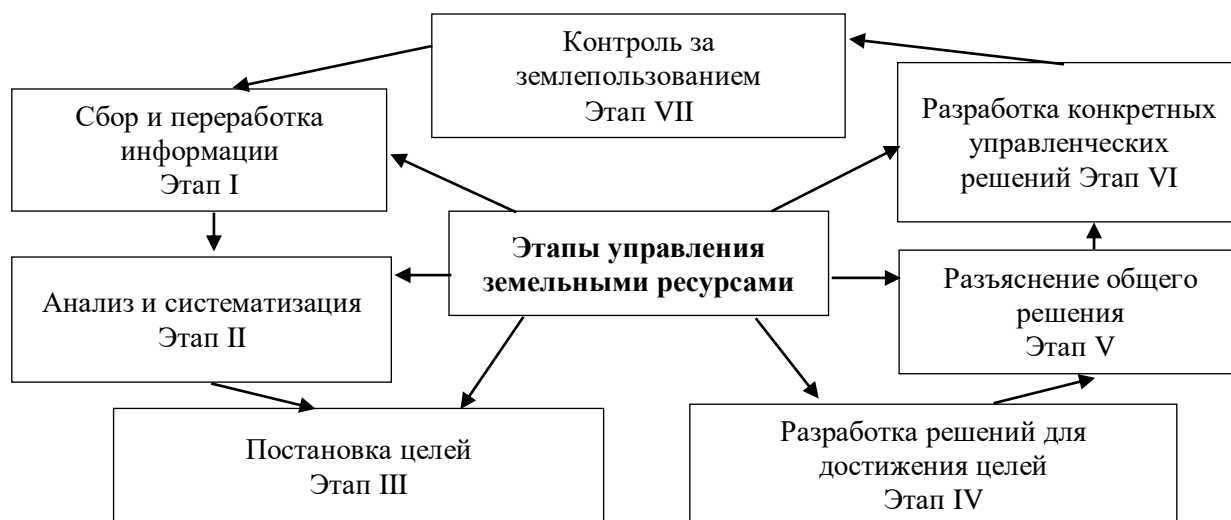 Контроль за
землепользованием
Этап VII
Сбор и переработка
информации
Этап I
Разработка конкретных
управленческих
решений Этап VI
Этапы управления
земельными ресурсами
Анализ и систематизация
Этап II
Разъяснение общего
решения
Этап V
Постановка целей
Этап III
Разработка решений для
достижения целей
Этап IV